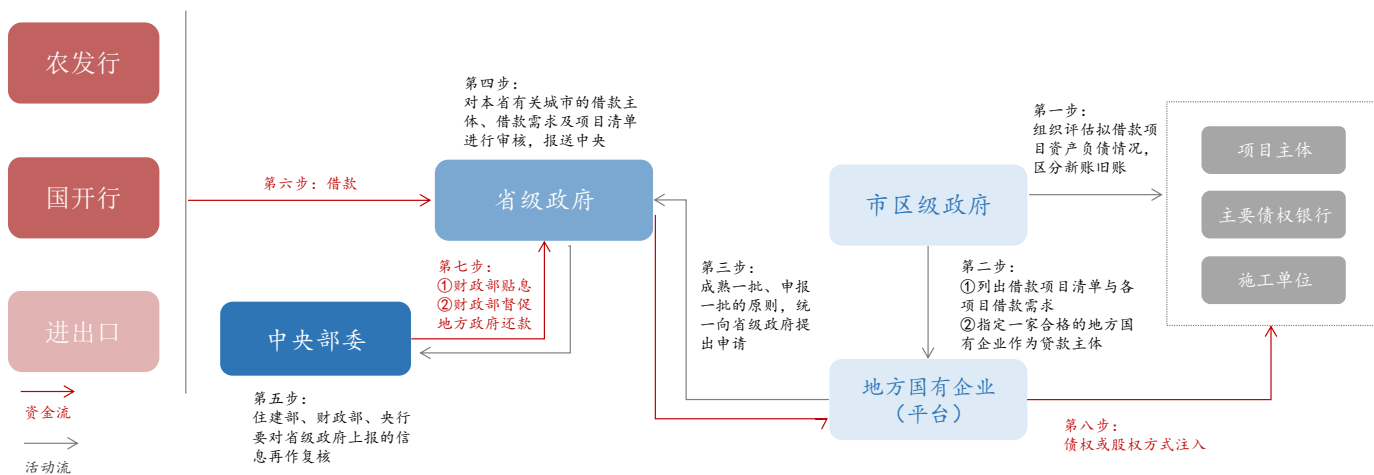 农发行
国开行
进出口
资金流
活动流
第六步：借款
第四步：
对本省有关城市的借款主
体、借款需求及项目清单
进行审核，报送中央
省级政府
第七步：
①财政部贴息
②财政部督促
地方政府还款
中央部委
第五步：
住建部、财政部、央行
要对省级政府上报的信
息再作复核
第三步：
成熟一批、申报
一批的原则，统
一向省级政府提
出申请
市区级政府
第一步：
组织评估拟借款项
目资产负债情况，
区分新账旧账
第二步：
①列出借款项目清单与各
项目借款需求
②指定一家合格的地方国
有企业作为贷款主体
地方国有企业
（平台）
第八步：
债权或股权方式注入
项目主体
主要债权银行
施工单位